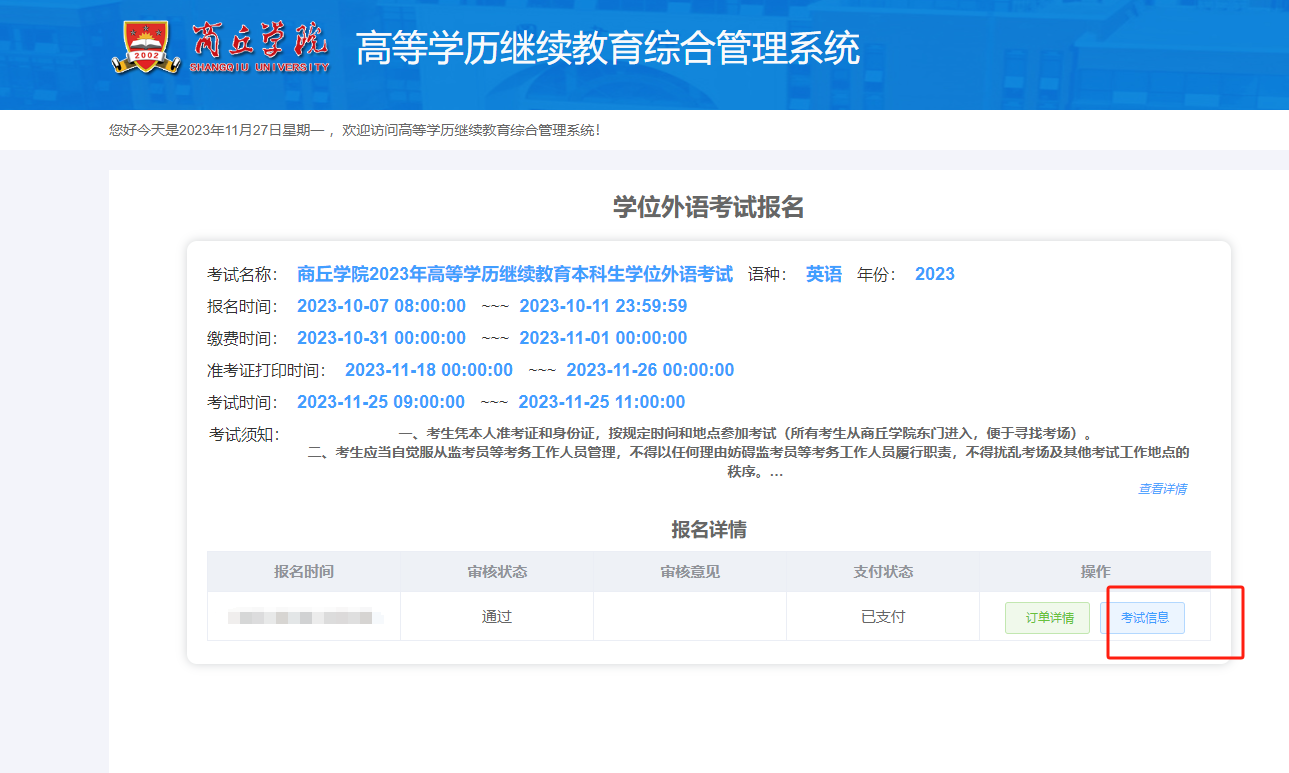 2002
商丘学院
SHANGQIU UNIVERSITY
高等学历继续教育综合管理系统
您好今天是2023年11月27日星期一 ，欢迎访问高等学历继续教育综合管理系统！
学位外语考试报名
考试名称： 商丘学院2023年高等学历继续教育本科生学位外语考试 语种： 英语 年份： 2023
报名时间： 2023-10-07 08:00:00 ~~~ 2023-10-11 23:59:59
缴费时间： 2023-10-31 00:00:00 ~~~ 2023-11-01 00:00:00
准考证打印时间： 2023-11-18 00:00:00 ~~~ 2023-11-26 00:00:00
考试时间： 2023-11-25 09:00:00 ~~~ 2023-11-25 11:00:00
考试须知： 一、考生凭本人准考证和身份证，按规定时间和地点参加考试（所有考生从商丘学院东门进入，便于寻找考场）。
二、考生应当自觉服从监考员等考务工作人员管理，不得以任何理由妨碍监考员等考务工作人员履行职责，不得扰乱考场及其他考试工作地点的
秩序。…
查看详情
报名详情
报名时间 审核状态 审核意见 支付状态 操作
通过 已支付 订单详情 考试信息